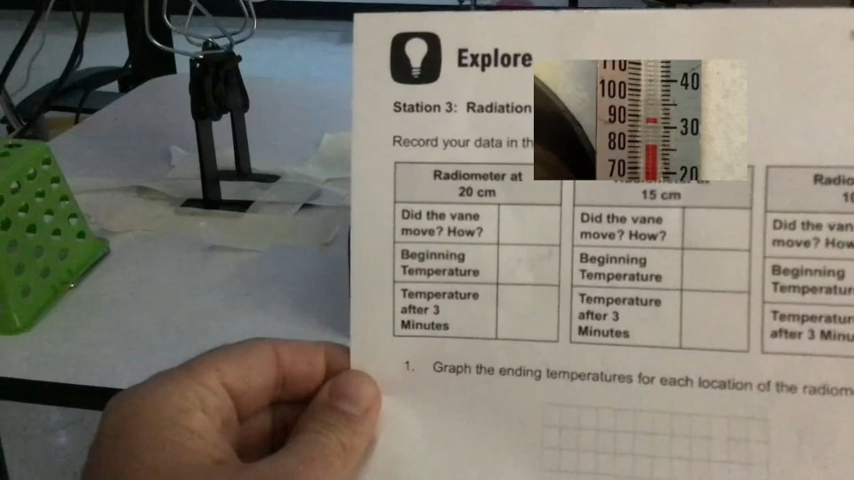 Explore
Station 3: Radiation
Record your data in th
Radiometer at
20 cm
Did the vane
move? How?
Beginning
Temperature
Temperature
after 3
Minutes
15 cm
Did the vane
move? How?
Beginning
Temperature
Temperature
after 3
Minutes
Radio
Did the van
move? How
Beginning
Temperatur
Temperatur
after 3 Minu
1. Graph the ending temperatures for each location of the radiom
110
100
90
80
70
40
30
20